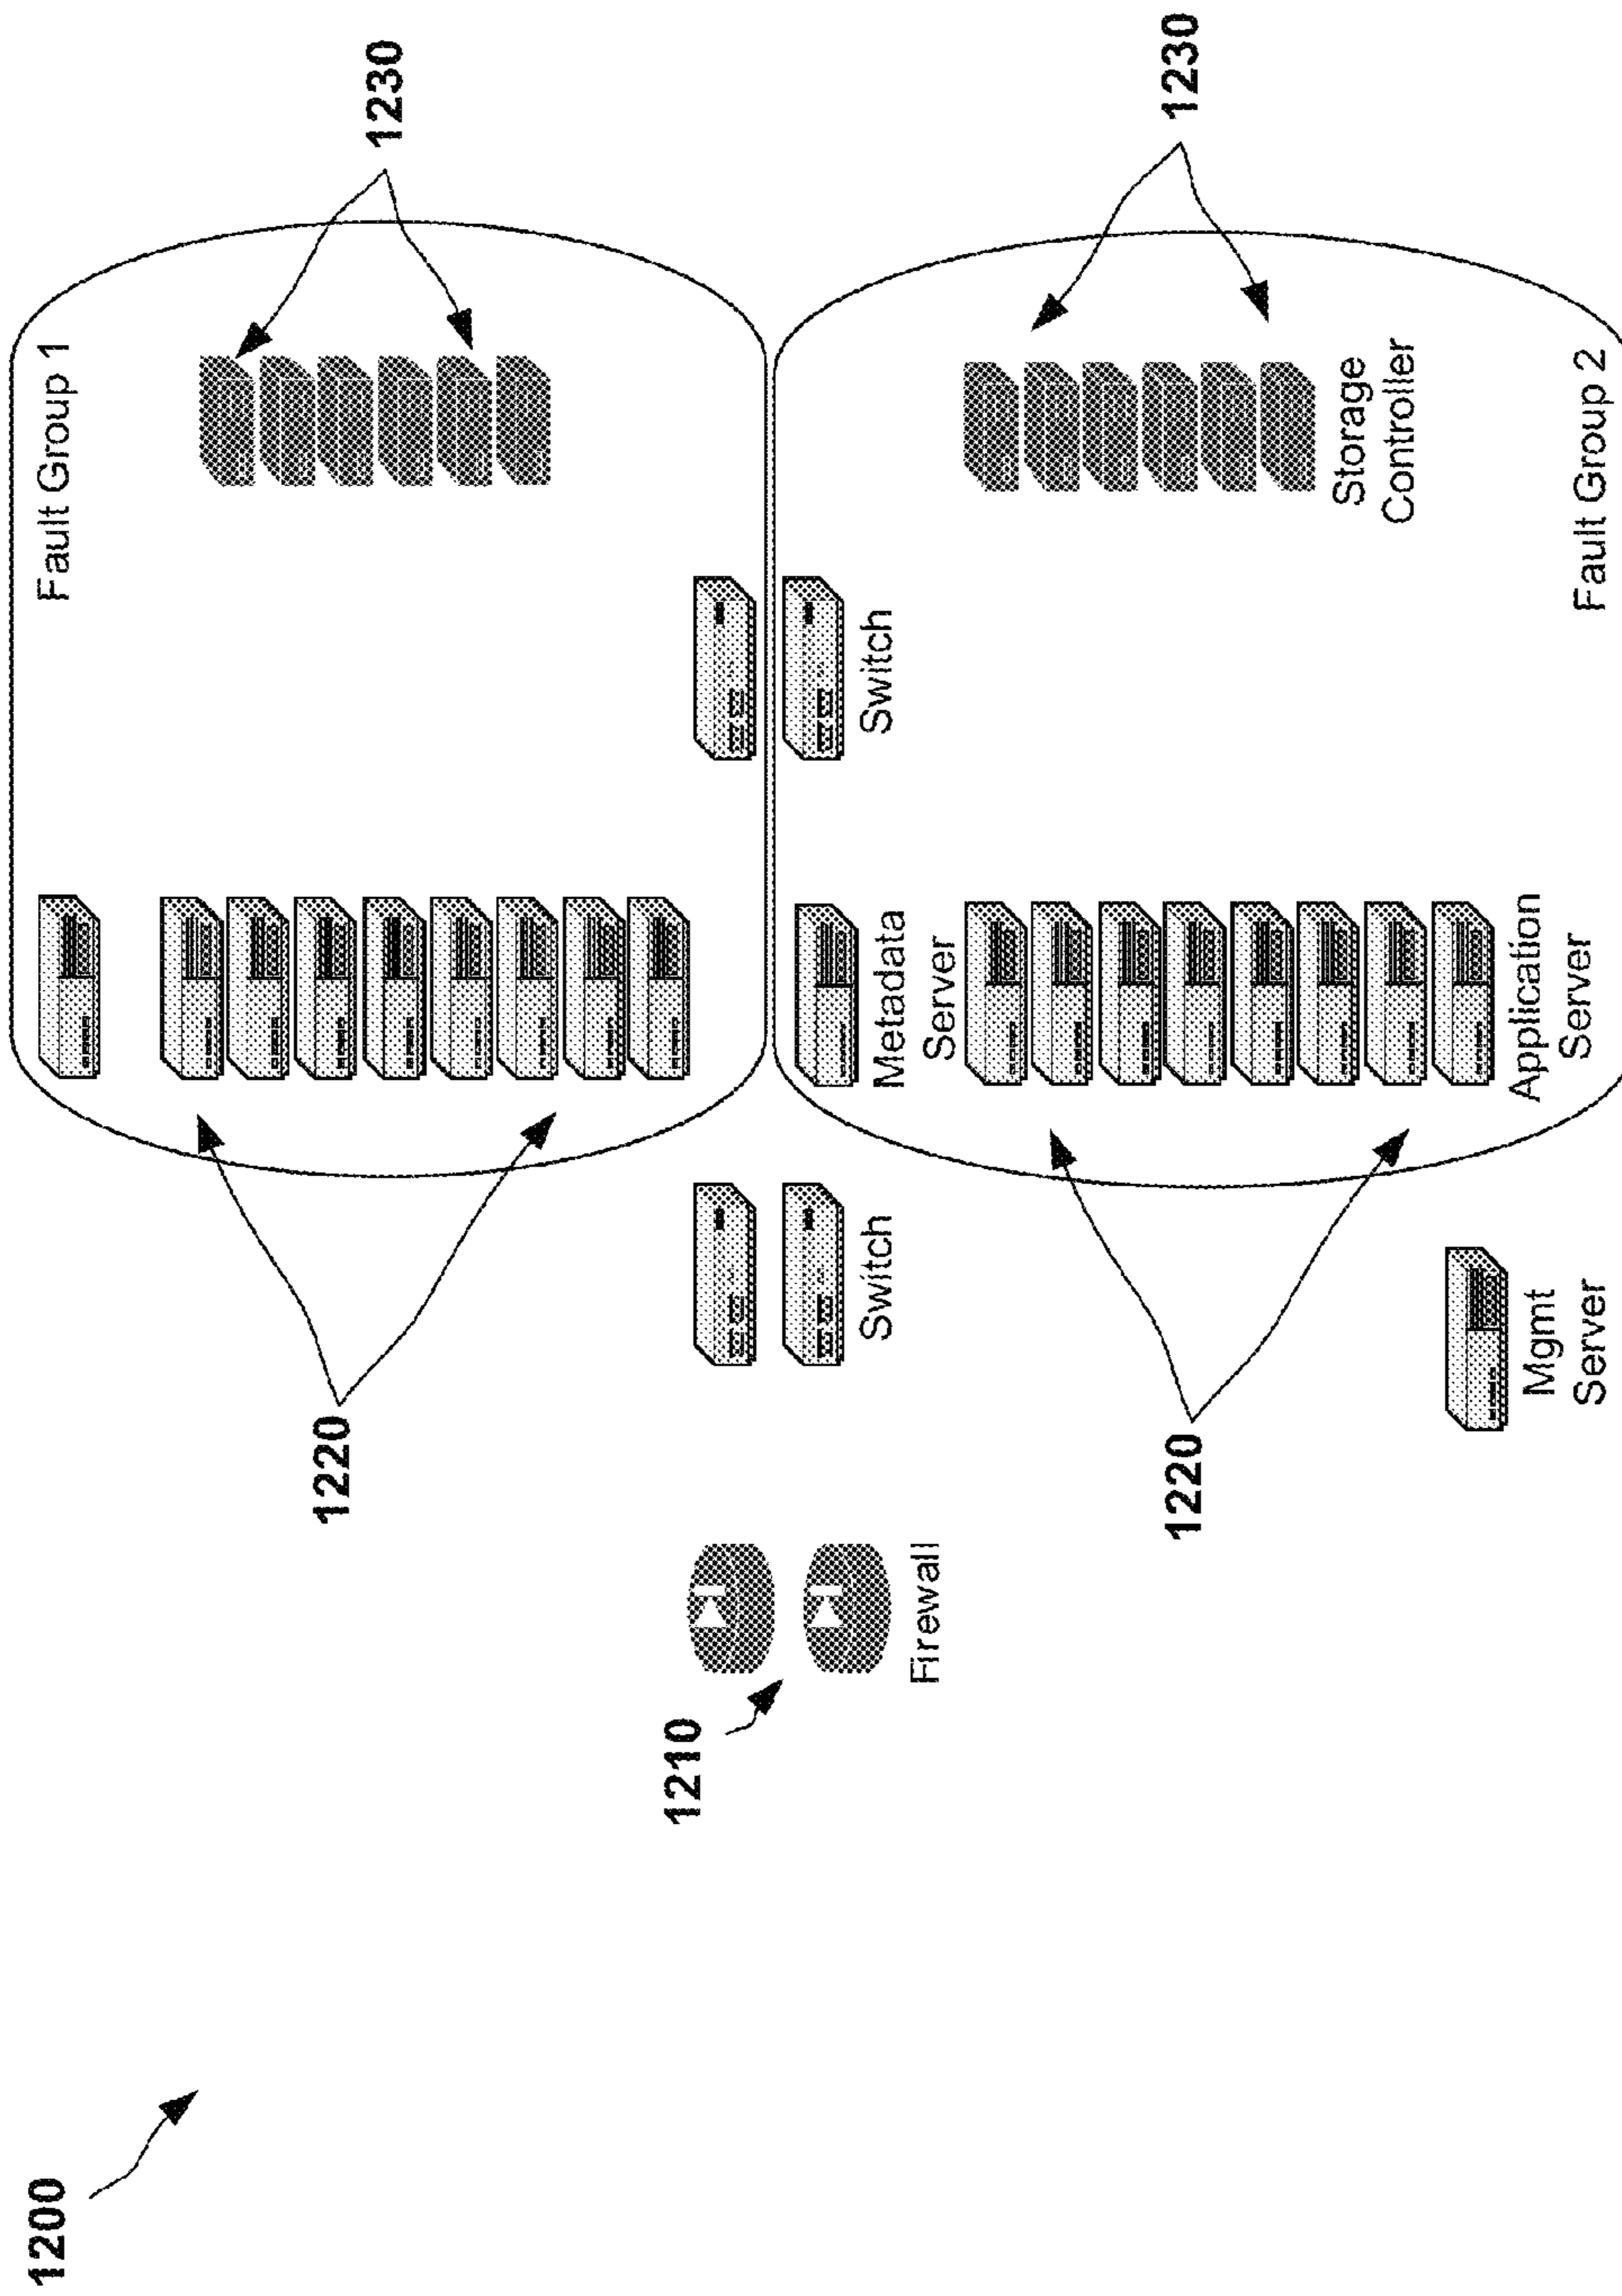 1200
Fault Group 1
1230
1220
1210
Firewall
Switch
Switch
Metadata
Server
1220
Application
Server
Mgmt
Server
Storage
Controller
1230
Fault Group 2